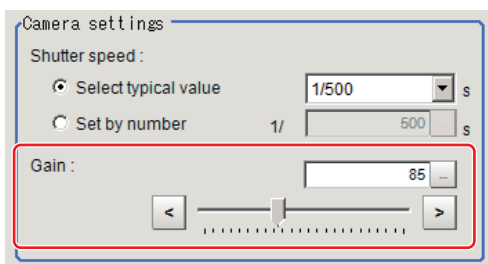 Camera settings
Shutter speed :
Select typical value 1/500 s
Set by number 1/ 500 ... s
Gain :
85 ...
< >